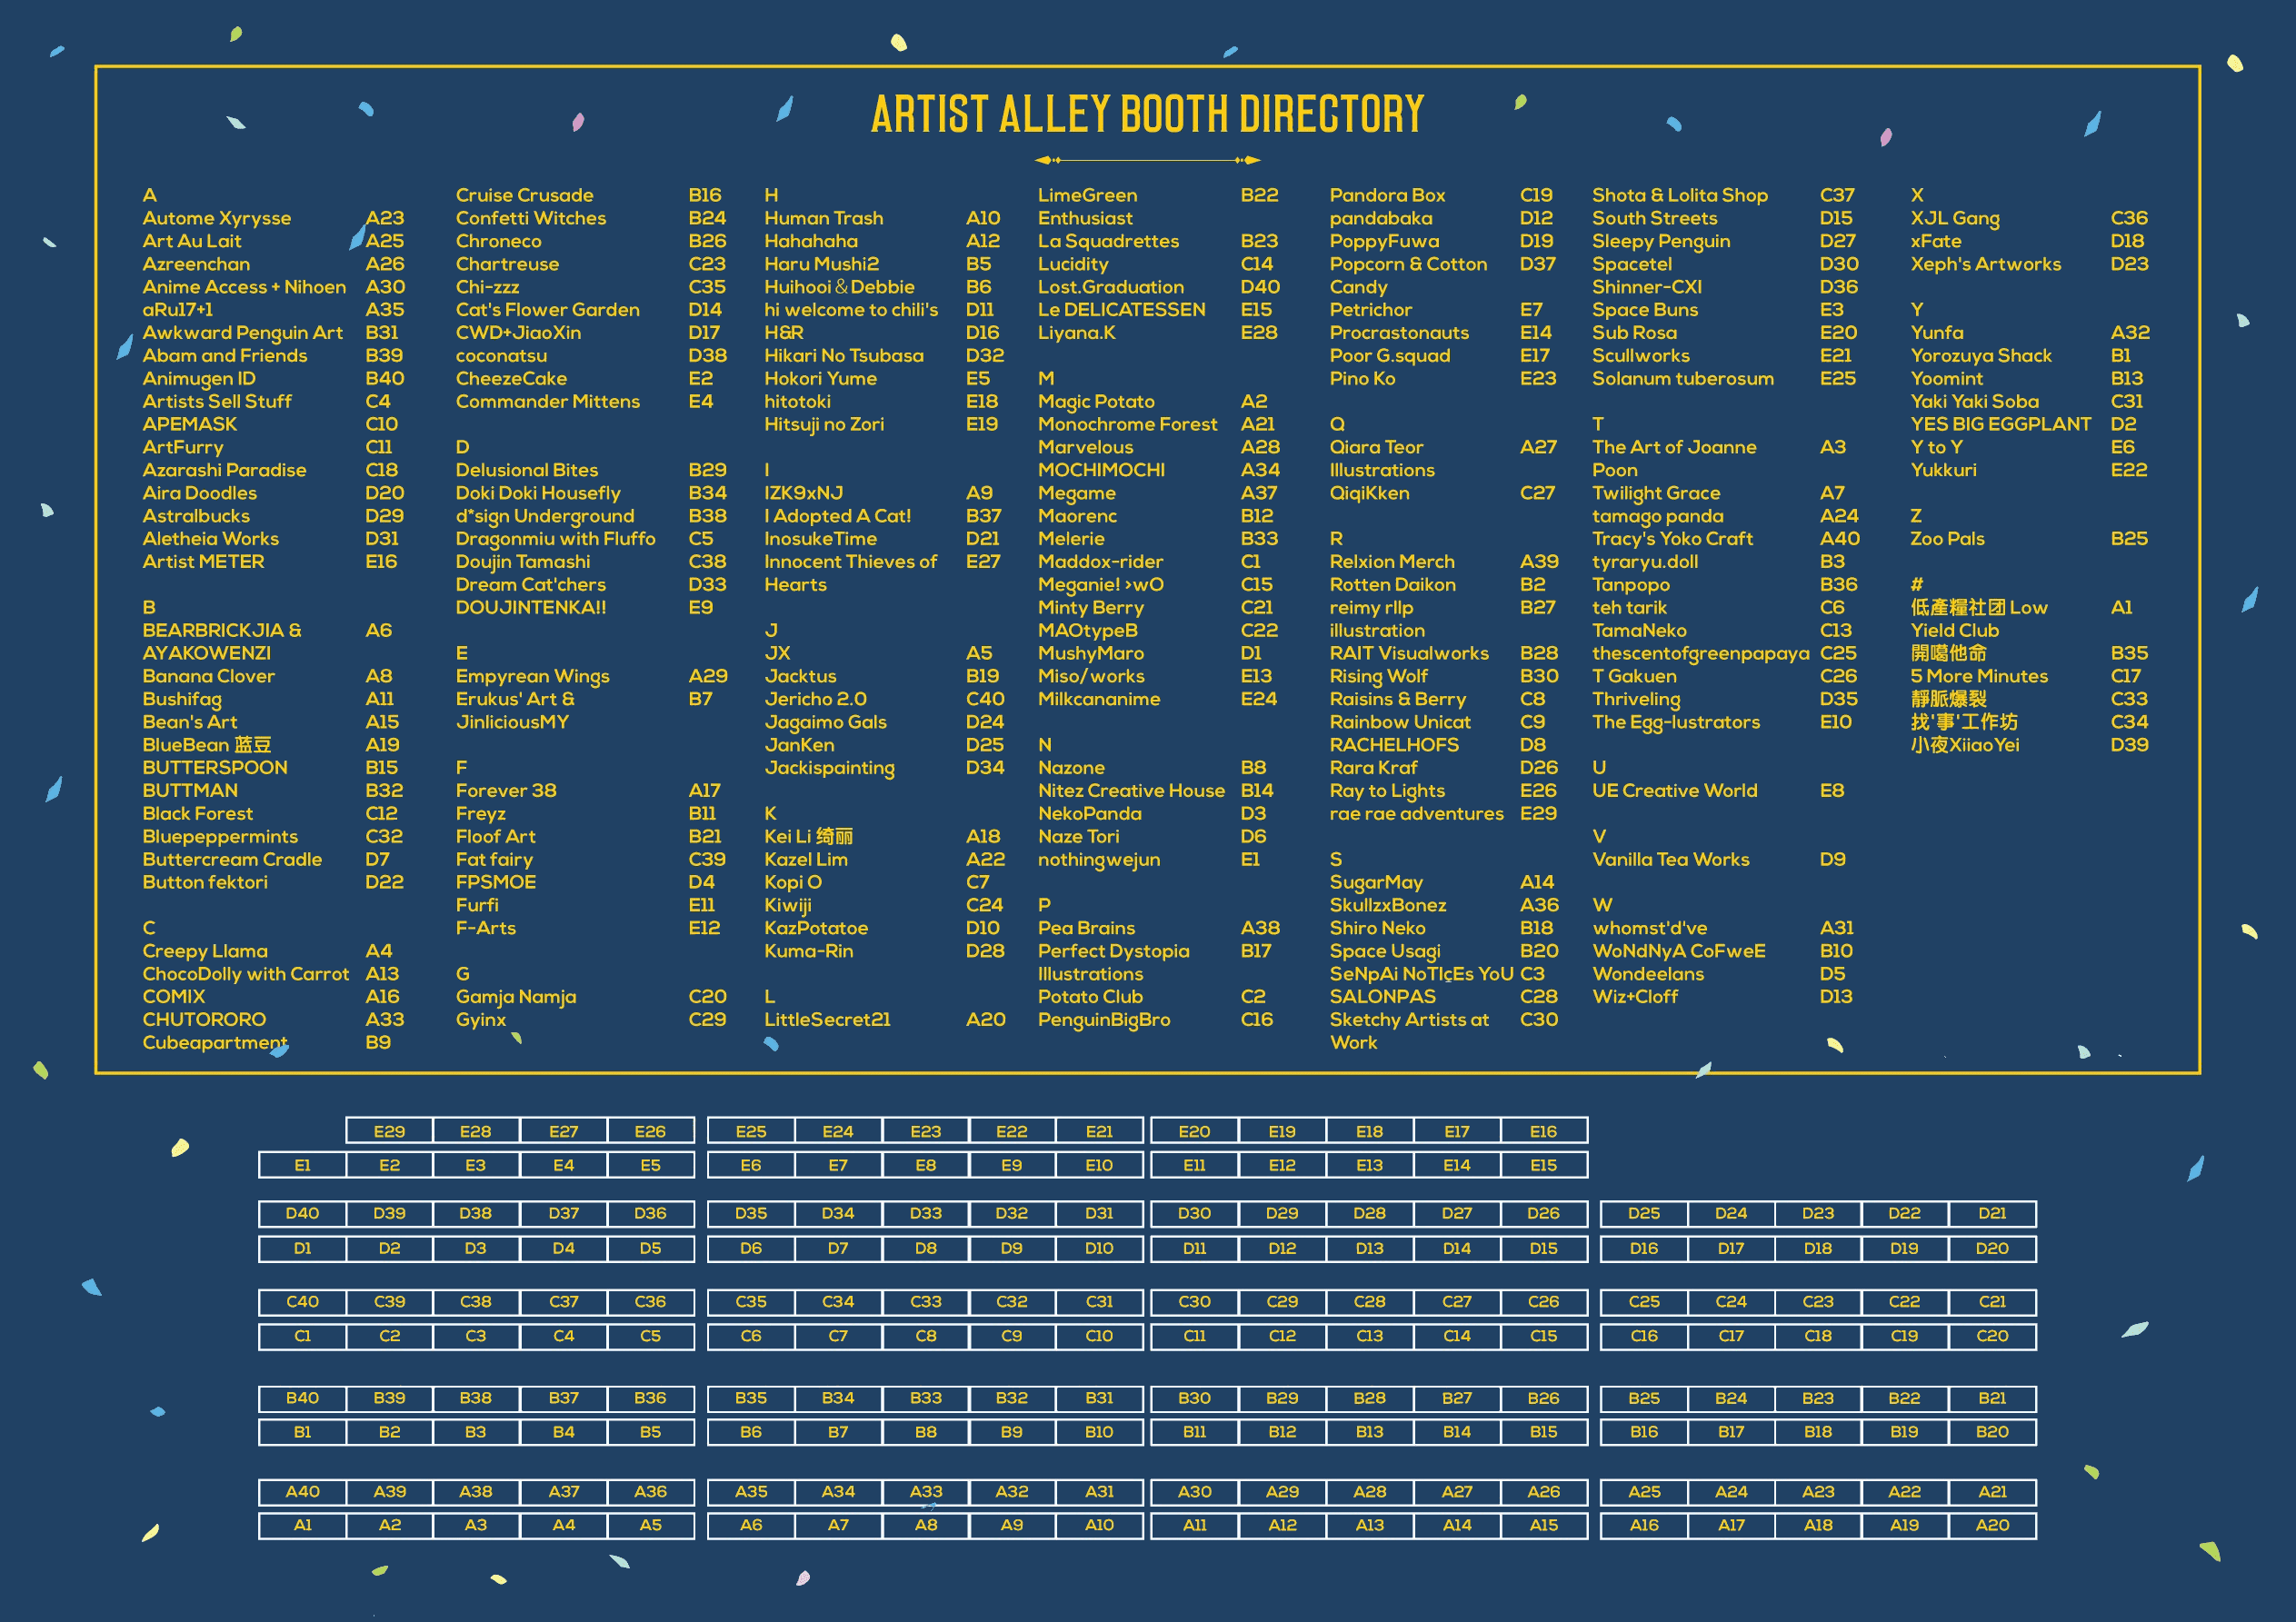 ARTIST ALLEY BOOTH DIRECTORY
A
Autome Xyrysse A23
Art Au Lait A25
Azreenchan A26
Anime Access + Nihoen A30
aRu17+1 A35
Awkward Penguin Art B31
Abam and Friends B39
Animugen ID B40
Artists Sell Stuff C4
APEMASK C10
ArtFurry C11
Azarashi Paradise C18
Aira Doodles D20
Astralbucks D29
Aletheia Works D31
Artist METER E16
B
BEARBRICKJIA & A6
AYAKOWENZI
Banana Clover A8
Bushifag A11
Bean's Art A15
BlueBean 蓝豆 A19
BUTTERSPOON B15
BUTTMAN B32
Black Forest C12
Bluepeppermints C32
Buttercream Cradle D7
Button fektori D22
C
Creepy Llama A4
ChocoDolly with Carrot A13
COMIX A16
CHUTORORO A33
Cubeapartment B9
Cruise Crusade B16
Confetti Witches B24
Chroneco B26
Chartreuse C23
Chi-zzz C35
Cat's Flower Garden D14
CWD+JiaoXin D17
coconatsu D38
CheezeCake E2
Commander Mittens E4
D
Delusional Bites B29
Doki Doki Housefly B34
d*sign Underground B38
Dragonmiu with Fluffo C5
Doujin Tamashi C38
Dream Cat'chers D33
DOUJINTENKA!! E9
E
Empyrean Wings A29
Erukus' Art & B7
JinliciousMY
F
Forever 38 A17
Freyz B11
Floof Art B21
Fat fairy C39
FPSMOE D4
Furfi E11
F-Arts E12
G
Gamja Namja C20
Gyinx C29
H
Human Trash A10
Hahahaha A12
Haru Mushi2 B5
Huihooi & Debbie B6
hi welcome to chili's D11
H&R D16
Hikari No Tsubasa D32
Hokori Yume E5
hitotoki E18
Hitsuji no Zori E19
I
IZK9xNJ A9
I Adopted A Cat! B37
InosukeTime D21
Innocent Thieves of E27
Hearts
J
JX A5
Jacktus B19
Jericho 2.0 C40
Jagaimo Gals D24
JanKen D25
Jackispainting D34
K
Kei Li 绮丽 A18
Kazel Lim A22
Kopi O C7
Kiwiji C24
KazPotatoe D10
Kuma-Rin D28
L
LittleSecret21 A20
LimeGreen B22
Enthusiast
La Squadrettes B23
Lucidity C14
Lost.Graduation D40
Le DELICATESSEN E15
Liyana.K E28
M
Magic Potato A2
Monochrome Forest A21
Marvelous A28
MOCHIMOCHI A34
Megame A37
Maorenc B12
Melerie B33
Maddox-rider C1
Meganie! >wO C15
Minty Berry C21
MAOtypeB C22
MushyMaro D1
Miso/works E13
Milkcananime E24
N
Nazone B8
Nitez Creative House B14
NekoPanda D3
Naze Tori D6
nothingwejun E1
P
Pea Brains A38
Perfect Dystopia B17
Illustrations
Potato Club C2
PenguinBigBro C16
Pandora Box C19
pandabaka D12
PoppyFuwa D19
Popcorn & Cotton D37
Candy
Petrichor E7
Procrastonauts E14
Poor G.squad E17
Pino Ko E23
Q
Qiara Teor A27
Illustrations
QiqiKken C27
R
Relxion Merch A39
Rotten Daikon B2
reimy rllp B27
illustration
RAIT Visualworks B28
Rising Wolf B30
Raisins & Berry C8
Rainbow Unicat C9
RACHELHOFS D8
Rara Kraf D26
Ray to Lights E26
rae rae adventures E29
S
SugarMay A14
SkullzxBonez A36
Shiro Neko B18
Space Usagi B20
SeNpAi NoTIçEs YoU C3
SALONPAS C28
Sketchy Artists at C30
Work
Shota & Lolita Shop C37
South Streets D15
Sleepy Penguin D27
Spacetel D30
Shinner-CXI D36
Space Buns E3
Sub Rosa E20
Scullworks E21
Solanum tuberosum E25
T
The Art of Joanne A3
Poon
Twilight Grace A7
tamago panda A24
Tracy's Yoko Craft A40
tyraryu.doll B3
Tanpopo B36
teh tarik C6
TamaNeko C13
thescentofgreenpapaya C25
T Gakuen C26
Thriveling D35
The Egg-lustrators E10
U
UE Creative World E8
V
Vanilla Tea Works D9
W
whomst'd've A31
WoNdNyA CoFweE B10
Wondeelans D5
Wiz+Cloff D13
X
XJL Gang C36
xFate D18
Xeph's Artworks D23
Y
Yunfa A32
Yorozuya Shack B1
Yoomint B13
Yaki Yaki Soba C31
YES BIG EGGPLANT D2
Y to Y E6
Yukkuri E22
Z
Zoo Pals B25
#
低產糧社团 Low A1
Yield Club
開噶他命 B35
5 More Minutes C17
靜脈爆裂 C33
找'事'工作坊 C34
小夜XiiaoYei D39
E29 E28 E27 E26 E25 E24 E23 E22 E21 E20 E19 E18 E17 E16
E1 E2 E3 E4 E5 E6 E7 E8 E9 E10 E11 E12 E13 E14 E15
D40 D39 D38 D37 D36 D35 D34 D33 D32 D31 D30 D29 D28 D27 D26 D25 D24 D23 D22 D21
D1 D2 D3 D4 D5 D6 D7 D8 D9 D10 D11 D12 D13 D14 D15 D16 D17 D18 D19 D20
C40 C39 C38 C37 C36 C35 C34 C33 C32 C31 C30 C29 C28 C27 C26 C25 C24 C23 C22 C21
C1 C2 C3 C4 C5 C6 C7 C8 C9 C10 C11 C12 C13 C14 C15 C16 C17 C18 C19 C20
B40 B39 B38 B37 B36 B35 B34 B33 B32 B31 B30 B29 B28 B27 B26 B25 B24 B23 B22 B21
B1 B2 B3 B4 B5 B6 B7 B8 B9 B10 B11 B12 B13 B14 B15 B16 B17 B18 B19 B20
A40 A39 A38 A37 A36 A35 A34 A33 A32 A31 A30 A29 A28 A27 A26 A25 A24 A23 A22 A21
A1 A2 A3 A4 A5 A6 A7 A8 A9 A10 A11 A12 A13 A14 A15 A16 A17 A18 A19 A20